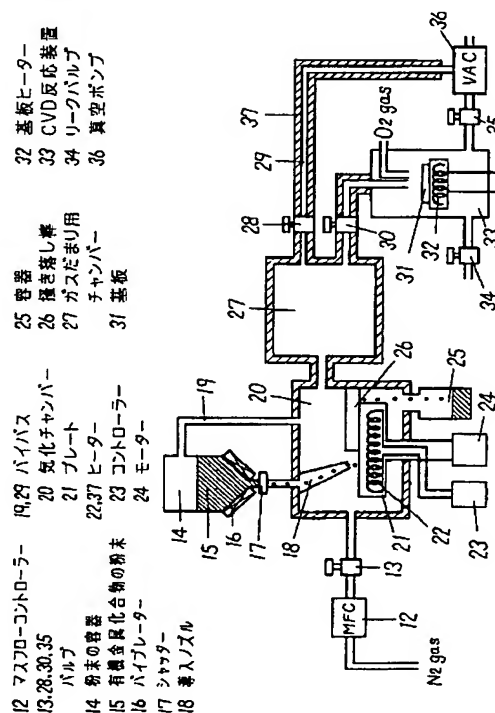 12 マスフローコントローラー
13.28.30.35
バルブ
14 粉末の容器
15 有機金属化合物の粉末
16 バイブレーター
17 シャッター
18 導入ノズル
19,29 バイパス
20 気化チャンバー
21 プレート
22,37 ヒーター
23 コントローラー
24 モーター
25 容器
26 掻き落し棒
27 ガスだまり用
チャンバー
31 基板
32 基板ヒーター
33 CVD反応装置
34 リークバルブ
36 真空ポンプ
N2 gas
MFC
12
13
14
15
16
17
18
19
20
21
22
23
24
25
26
27
28
29
30
31
32
33
34
35
36
37
O2 gas
VAC